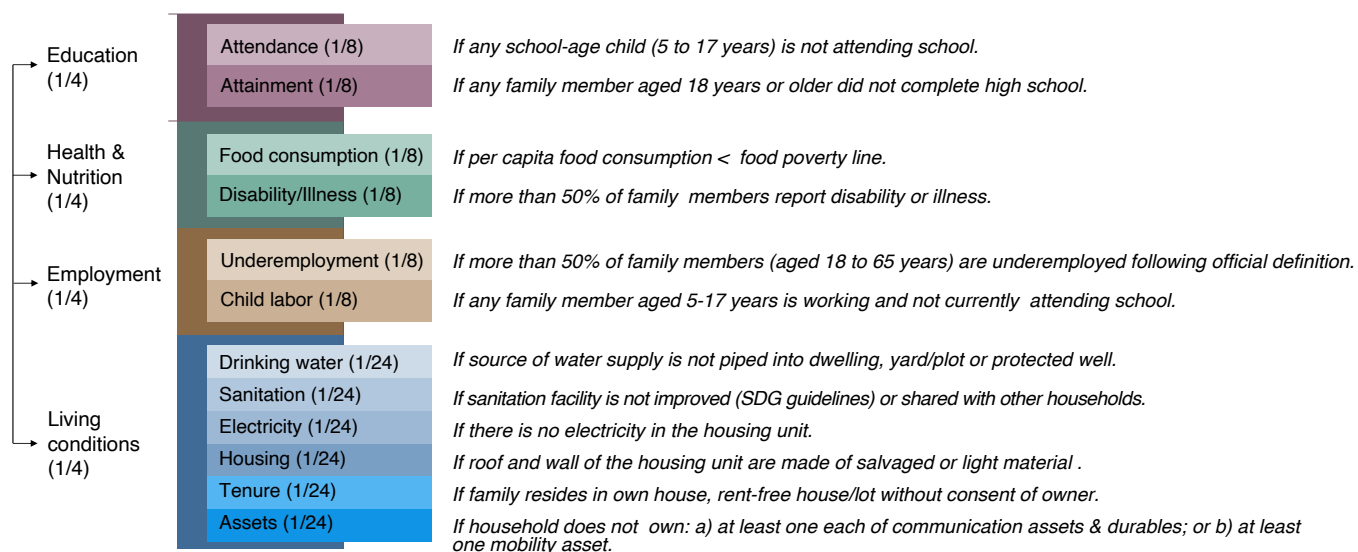 Education
(1/4)
Attendance (1/8)
If any school-age child (5 to 17 years) is not attending school.
Attainment (1/8)
If any family member aged 18 years or older did not complete high school.
Health &
Nutrition
(1/4)
Food consumption (1/8)
If per capita food consumption < food poverty line.
Disability/Illness (1/8)
If more than 50% of family members report disability or illness.
Employment
(1/4)
Underemployment (1/8)
If more than 50% of family members (aged 18 to 65 years) are underemployed following official definition.
Child labor (1/8)
If any family member aged 5-17 years is working and not currently attending school.
Living
conditions
(1/4)
Drinking water (1/24)
If source of water supply is not piped into dwelling, yard/plot or protected well.
Sanitation (1/24)
If sanitation facility is not improved (SDG guidelines) or shared with other households.
Electricity (1/24)
If there is no electricity in the housing unit.
Housing (1/24)
If roof and wall of the housing unit are made of salvaged or light material .
Tenure (1/24)
If family resides in own house, rent-free house/lot without consent of owner.
Assets (1/24)
If household does not own: a) at least one each of communication assets & durables; or b) at least
one mobility asset.